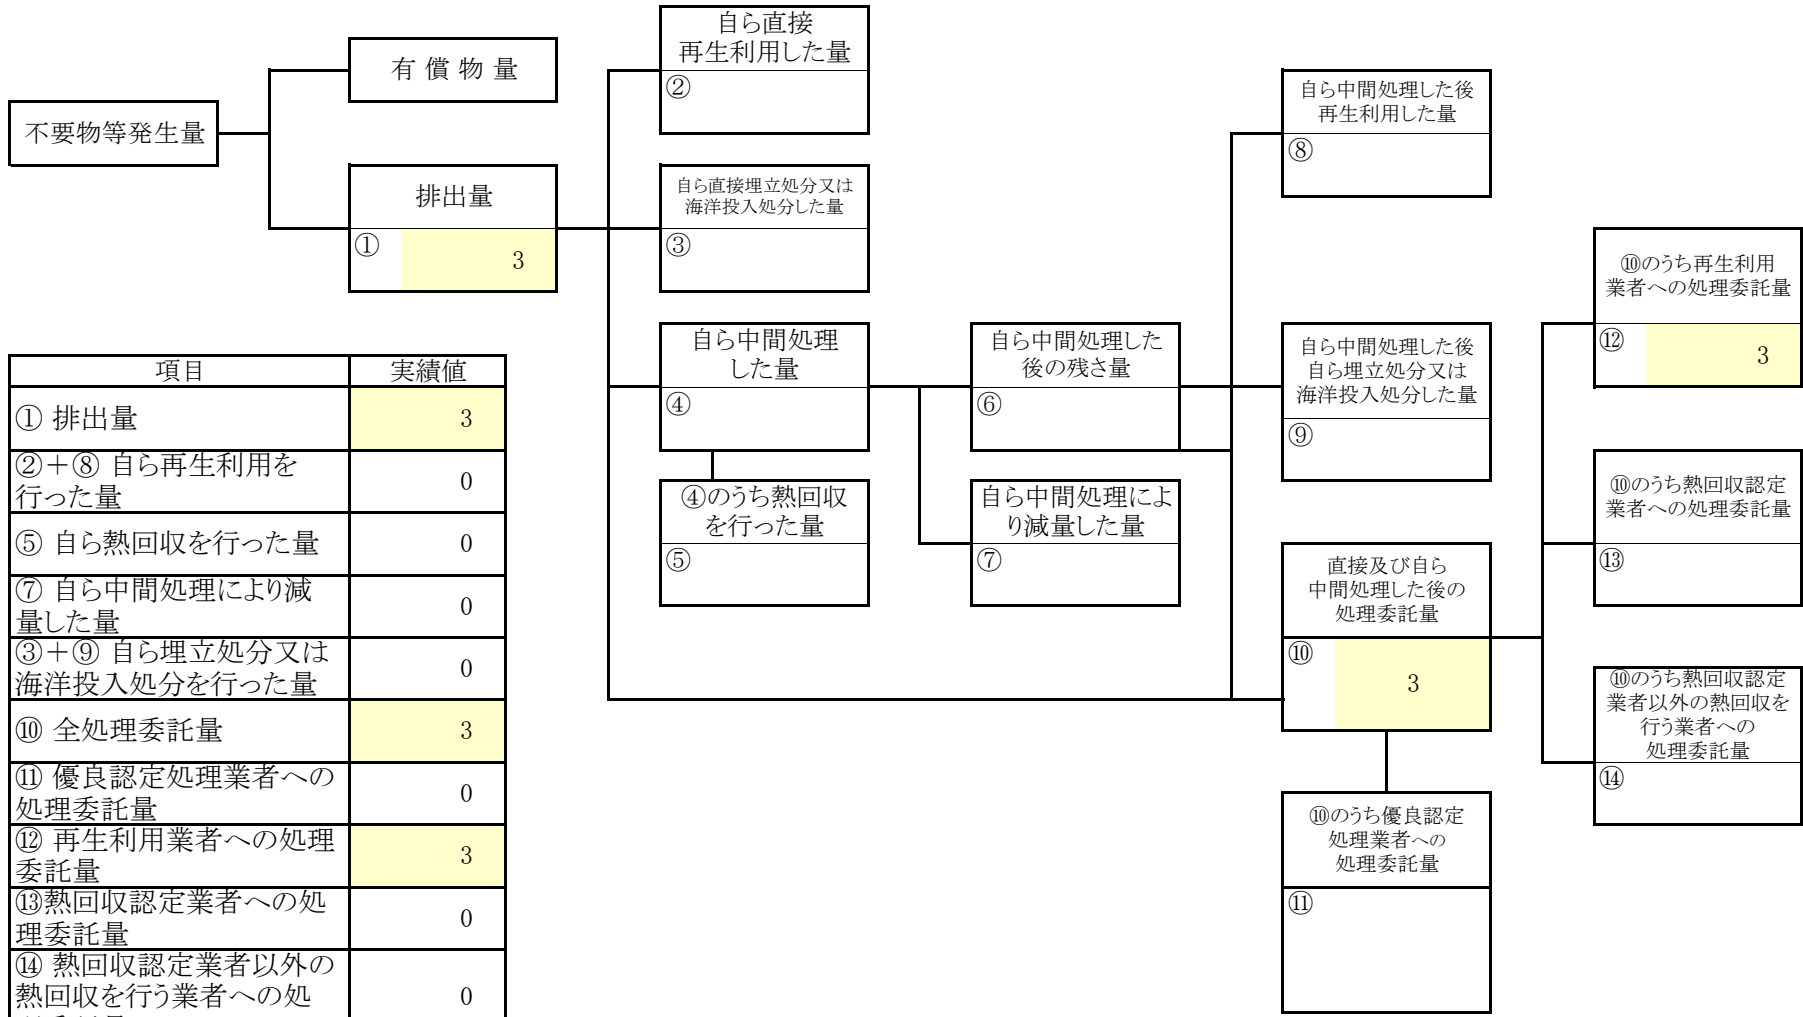 自ら直接
再生利用した量
②
有 償 物 量
不要物等発生量
排出量
①
3
自ら直接埋立処分又は
海洋投入処分した量
③
自ら中間処理
した量
④
④のうち熱回収
を行った量
⑤
自ら中間処理した
後の残さ量
⑥
自ら中間処理によ
り減量した量
⑦
自ら中間処理した後
再生利用した量
⑧
自ら中間処理した後
自ら埋立処分又は
海洋投入処分した量
⑨
直接及び自ら
中間処理した後の
処理委託量
⑩
3
⑩のうち優良認定
処理業者への
処理委託量
⑪
⑩のうち再生利用
業者への処理委託量
⑫
3
⑩のうち熱回収認定
業者への処理委託量
⑬
⑩のうち熱回収認定
業者以外の熱回収を
行う業者への
処理委託量
⑭
項目 実績値
① 排出量 3
②＋⑧ 自ら再生利用を
行った量 0
⑤ 自ら熱回収を行った量 0
⑦ 自ら中間処理により減
量した量 0
③＋⑨ 自ら埋立処分又は
海洋投入処分を行った量 0
⑩ 全処理委託量 3
⑪ 優良認定処理業者への
処理委託量 0
⑫ 再生利用業者への処理
委託量 3
⑬熱回収認定業者への処
理委託量 0
⑭ 熱回収認定業者以外の
熱回収を行う業者への処 0